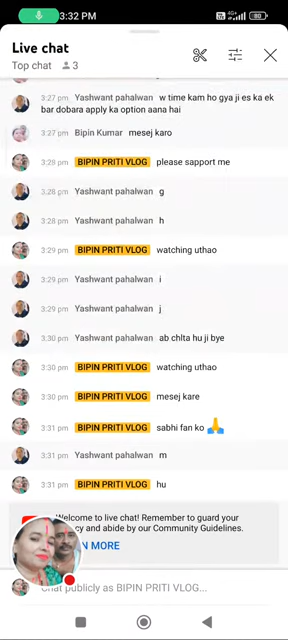 3:32 PM
4G+
80
Live chat
Top chat 3
3:27 pm Yashwant pahalwan w time kam ho gya ji es ka ek
bar dobara apply ka option aana hai
3:27 pm Bipin Kumar mesej karo
3:28 pm BIPIN PRITI VLOG please sapport me
3:28 pm Yashwant pahalwan g
3:28 pm Yashwant pahalwan h
3:29 pm BIPIN PRITI VLOG watching uthao
3:29 pm Yashwant pahalwan i
3:29 pm Yashwant pahalwan j
3:30 pm Yashwant pahalwan ab chlta hu ji bye
3:30 pm BIPIN PRITI VLOG watching uthao
3:30 pm BIPIN PRITI VLOG mesej kare
3:31 pm BIPIN PRITI VLOG sabhi fan ko 🙏
3:31 pm Yashwant pahalwan m
3:31 pm BIPIN PRITI VLOG hu
Welcome to live chat! Remember to guard your
cy and abide by our Community Guidelines.
N MORE
Chat publicly as BIPIN PRITI VLOG...